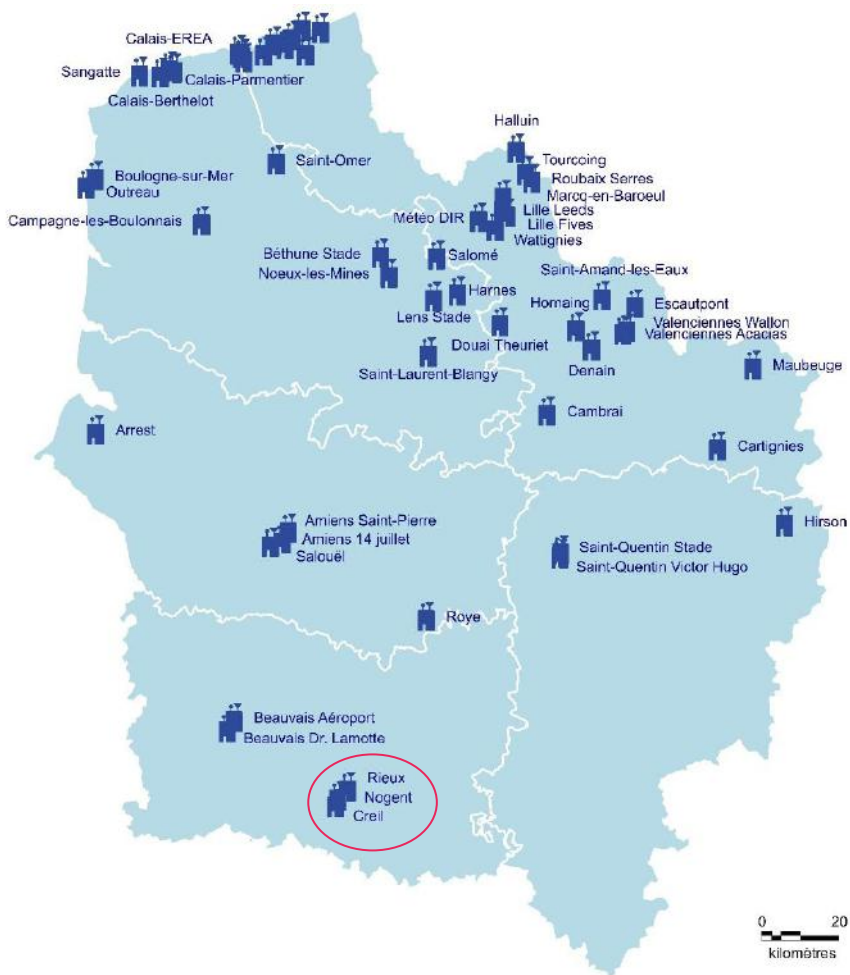 Calais-EREA
Sangatte
Calais-Parmentier
Calais-Berthelot
Halluin
Saint-Omer
Tourcoing
Boulogne-sur-Mer
Roubaix Serres
Outreau
Marcq-en-Baroeul
Campagne-les-Boulonnais
Météo DIR
Lille Leeds
Lille Fives
Wattignies
Béthune Stade
Salomé
Noeux-les-Mines
Saint-Amand-les-Eaux
Harnes
Hornaing
Escautpont
Lens Stade
Valenciennes Wallon
Douai Theuriet
Valenciennes Acacias
Saint-Laurent-Blangy
Denain
Maubeuge
Cambrai
Arrest
Cartignies
Amiens Saint-Pierre
Hirson
Amiens 14 juillet
Saint-Quentin Stade
Salouël
Saint-Quentin Victor Hugo
Roye
Beauvais Aéroport
Beauvais Dr. Lamotte
Rieux
Nogent
Creil
0 20
kilomètres